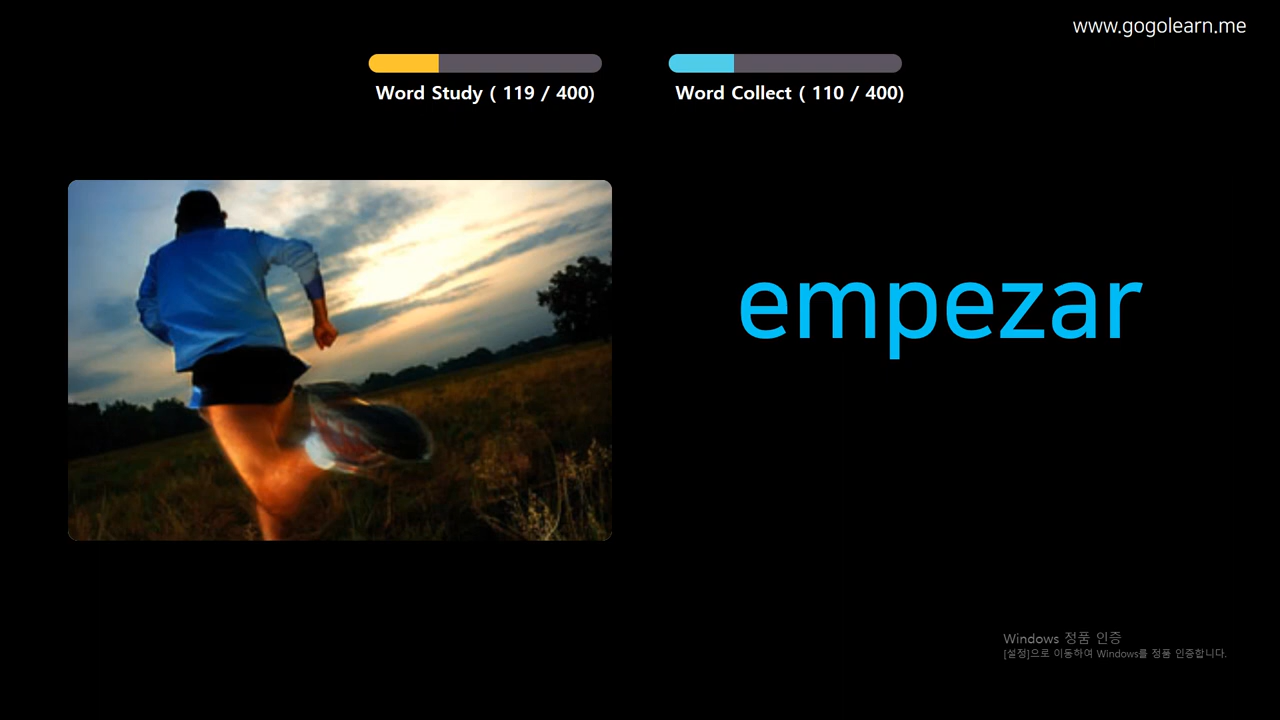 www.gogolearn.me
Word Study ( 119 / 400)
Word Collect ( 110 / 400)
empezar
Windows 정품 인증
[설정]으로 이동하여 Windows를 정품 인증합니다.